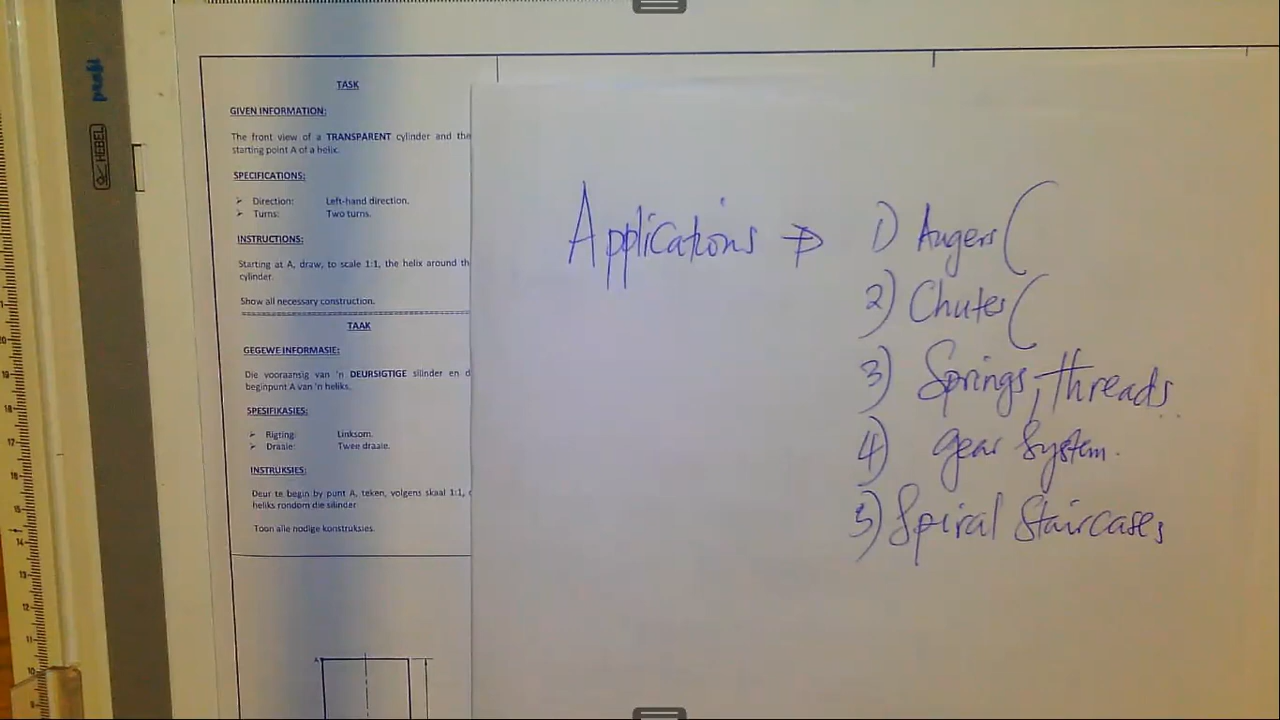 TASK
GIVEN INFORMATION:
The front view of a TRANSPARENT cylinder and the
starting point A of a helix.
SPECIFICATIONS:
➢ Direction: Left-hand direction.
➢ Turns: Two turns.
INSTRUCTIONS:
Starting at A, draw, to scale 1:1, the helix around th
cylinder.
Show all necessary construction.
TAAK
GEGEWE INFORMASIE:
Die vooraansig van 'n DEURSIGTIGE silinder en d
beginpunt A van 'n heliks.
SPESIFIKASIES:
➢ Rigting: Linksom.
➢ Draaie: Twee draaie.
INSTRUKSIES:
Deur te begin by punt A, teken, volgens skaal 1:1,
heliks rondom die silinder
Toon alle nodige konstruksies.
A
Applications ⇒ 1) Augers (
2) Chutes (
3) Springs, threads.
4) gear System.
5) Spiral Staircases
HEBEL